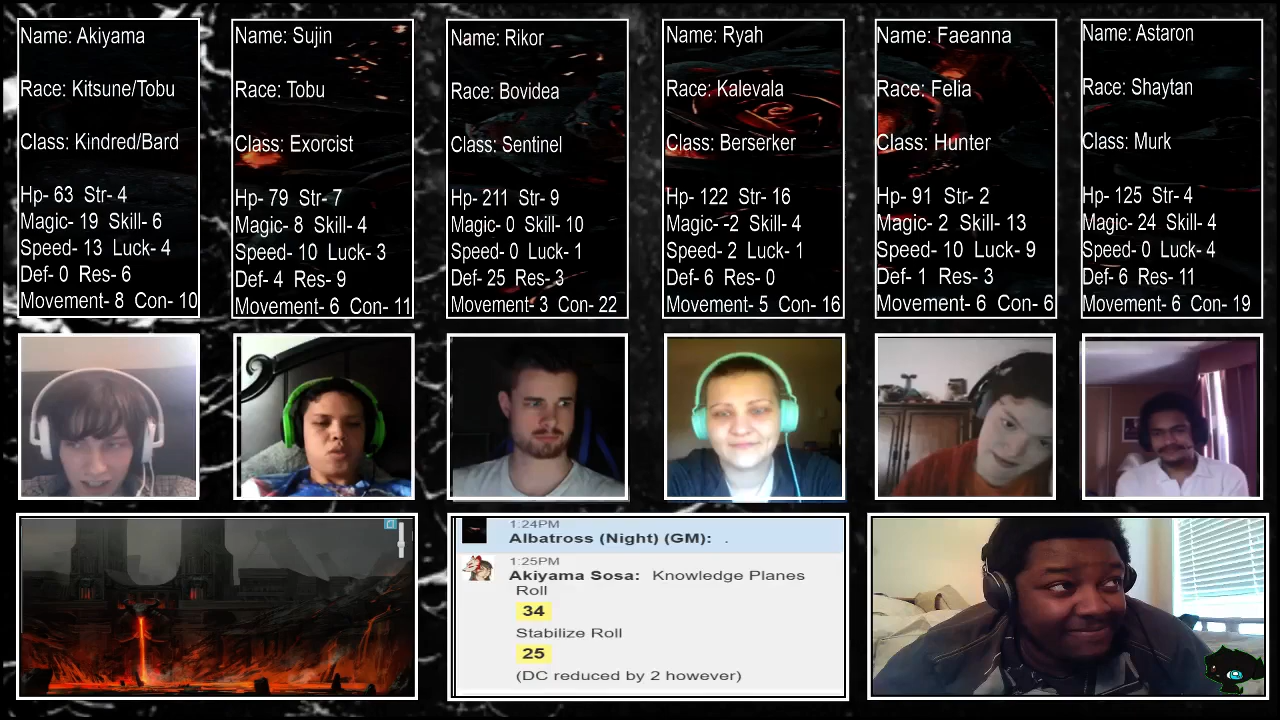 Name: Akiyama
Race: Kitsune/Tobu
Class: Kindred/Bard
Hp- 63 Str- 4
Magic- 19 Skill- 6
Speed- 13 Luck- 4
Def- 0 Res- 6
Movement- 8 Con- 10
Name: Sujin
Race: Tobu
Class: Exorcist
Hp- 79 Str- 7
Magic- 8 Skill- 4
Speed- 10 Luck- 3
Def- 4 Res- 9
Movement- 6 Con- 11
Name: Rikor
Race: Bovidea
Class: Sentinel
Hp- 211 Str- 9
Magic- 0 Skill- 10
Speed- 0 Luck- 1
Def- 25 Res- 3
Movement- 3 Con- 22
Name: Ryah
Race: Kalevala
Class: Berserker
Hp- 122 Str- 16
Magic- -2 Skill- 4
Speed- 2 Luck- 1
Def- 6 Res- 0
Movement- 5 Con- 16
Name: Faeanna
Race: Felia
Class: Hunter
Hp- 91 Str- 2
Magic- 2 Skill- 13
Speed- 10 Luck- 9
Def- 1 Res- 3
Movement- 6 Con- 6
Name: Astaron
Race: Shaytan
Class: Murk
Hp- 125 Str- 4
Magic- 24 Skill- 4
Speed- 0 Luck- 4
Def- 6 Res- 11
Movement- 6 Con- 19
1:24PM
Albatross (Night) (GM): .
1:25PM
Akiyama Sosa: Knowledge Planes
Roll
34
Stabilize Roll
25
(DC reduced by 2 however)